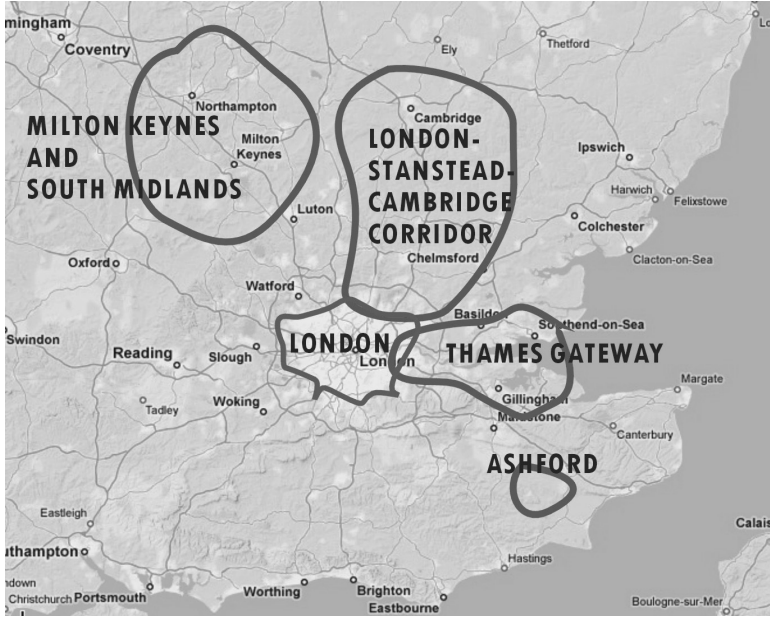 mingham
Coventry
Ely
Thetford
Lo
Northampton
Cambridge
MILTON KEYNES
AND
SOUTH MIDLANDS
Milton
Keynes
LONDON-
STANSTEAD-
CAMBRIDGE
CORRIDOR
Ipswich
Harwich
Felixstowe
Luton
Colchester
Chelmsford
Clacton-on-Sea
Oxford
Watford
Basildon
Southend-on-Sea
Swindon
Reading
Slough
LONDON
London
THAMES GATEWAY
Margate
Tadley
Woking
Gillingham
Maidstone
Canterbury
ASHFORD
Eastleigh
uthampton
Calais
Hastings
ndown
Christchurch
Portsmouth
Worthing
Brighton
Eastbourne
Boulogne-sur-Mer